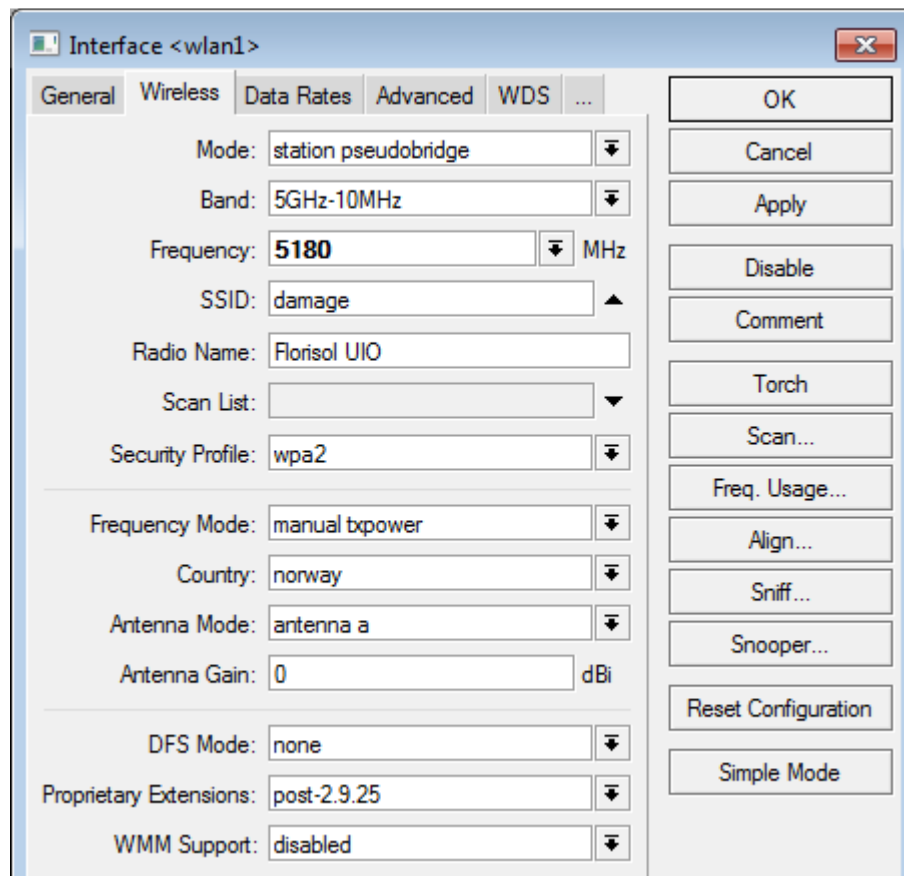 Interface <wlan1>
General Wireless Data Rates Advanced WDS ...
Mode: station pseudobridge
Band: 5GHz-10MHz
Frequency: 5180 MHz
SSID: damage
Radio Name: Florisol UIO
Scan List:
Security Profile: wpa2
Frequency Mode: manual txpower
Country: norway
Antenna Mode: antenna a
Antenna Gain: 0 dBi
DFS Mode: none
Proprietary Extensions: post-2.9.25
WMM Support: disabled
OK
Cancel
Apply
Disable
Comment
Torch
Scan...
Freq. Usage...
Align...
Sniff...
Snooper...
Reset Configuration
Simple Mode